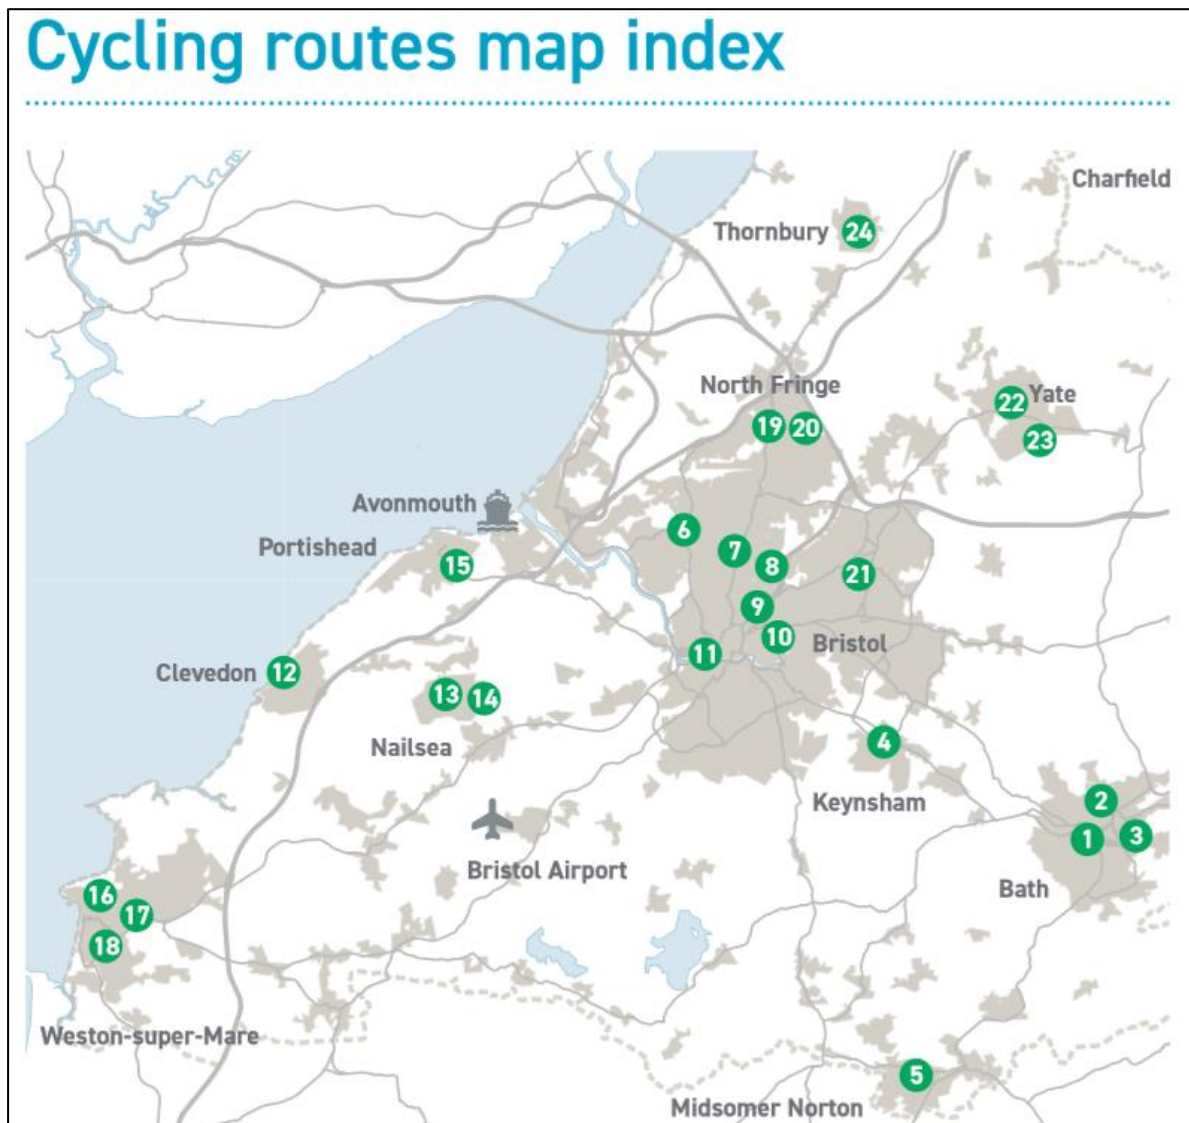 Cycling routes map index
Charfield
Thornbury 24
North Fringe
22 Yate
19 20
23
Avonmouth
6
Portishead
7
15
8
21
9
10
Bristol
11
Clevedon 12
13 14
Nailsea
4
Keynsham
2
1 3
Bristol Airport
Bath
16
17
18
Weston-super-Mare
5
Midsomer Norton